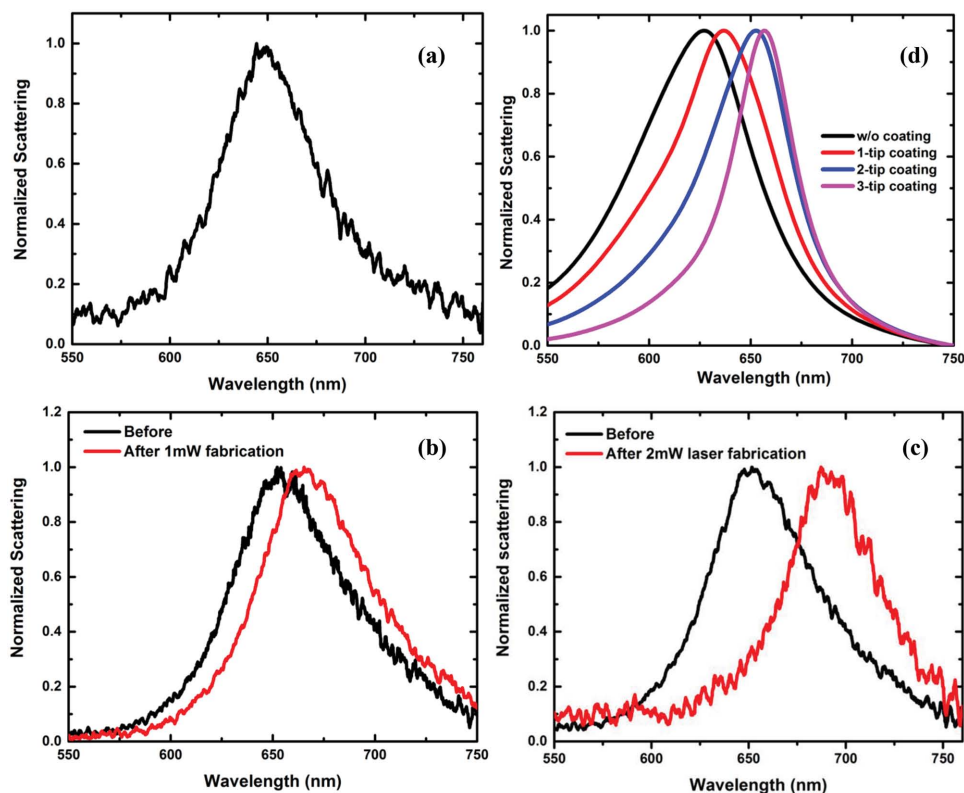 (a)
Normalized Scattering
1.0
0.8
0.6
0.4
0.2
0.0
550 600 650 700 750
Wavelength (nm)
(d)
Normalized Scattering
1.0
0.8
0.6
0.4
0.2
0.0
w/o coating
1-tip coating
2-tip coating
3-tip coating
550 600 650 700 750
Wavelength (nm)
(b)
Normalized Scattering
1.2
1.0
0.8
0.6
0.4
0.2
0.0
Before
After 1mW fabrication
550 600 650 700 750
Wavelength (nm)
(c)
Normalized scattering
1.2
1.0
0.8
0.6
0.4
0.2
0.0
Before
After 2mW laser fabrication
550 600 650 700 750
Wavelength (nm)